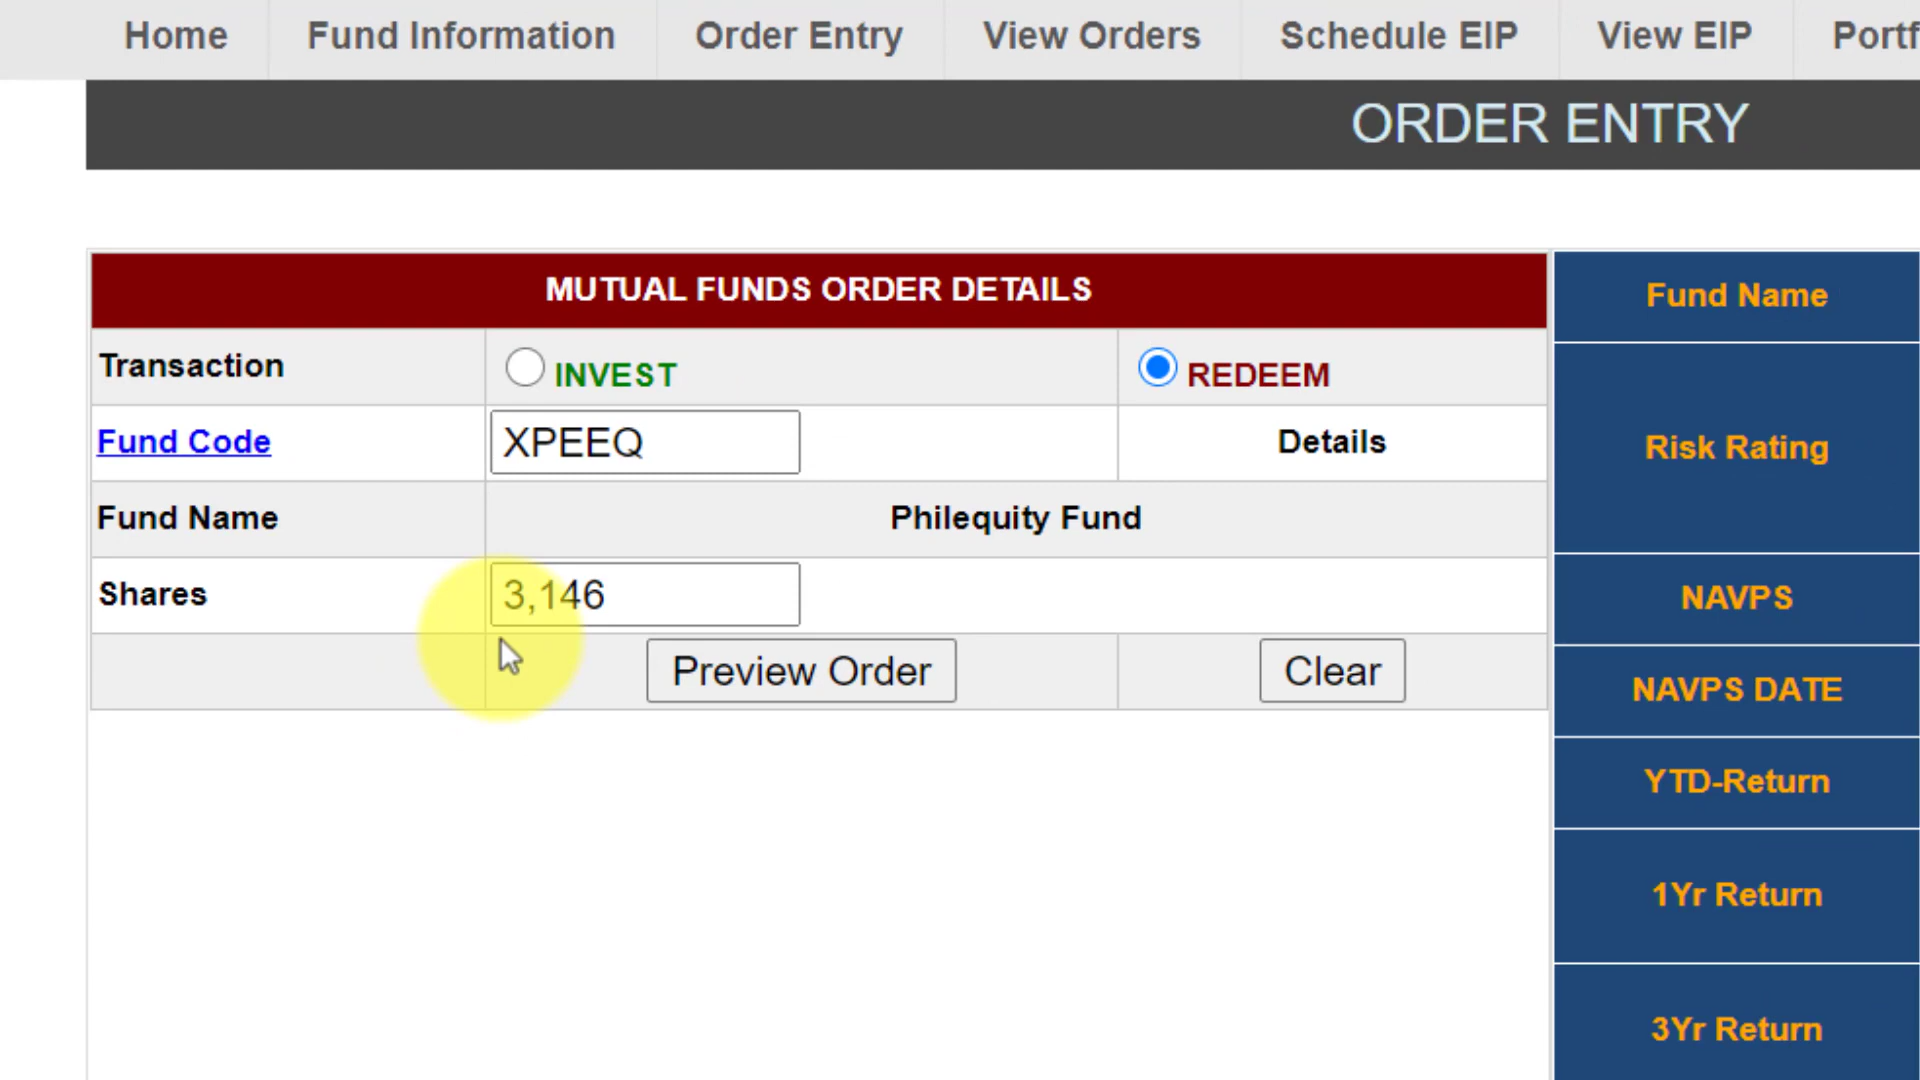 Home Fund Information Order Entry View Orders Schedule EIP View EIP Portf
ORDER ENTRY
MUTUAL FUNDS ORDER DETAILS
Transaction INVEST REDEEM
Fund Code XPEEQ Details
Fund Name Philequity Fund
Shares 3,146
Preview Order Clear
Fund Name
Risk Rating
NAVPS
NAVPS DATE
YTD-Return
1Yr Return
3Yr Return